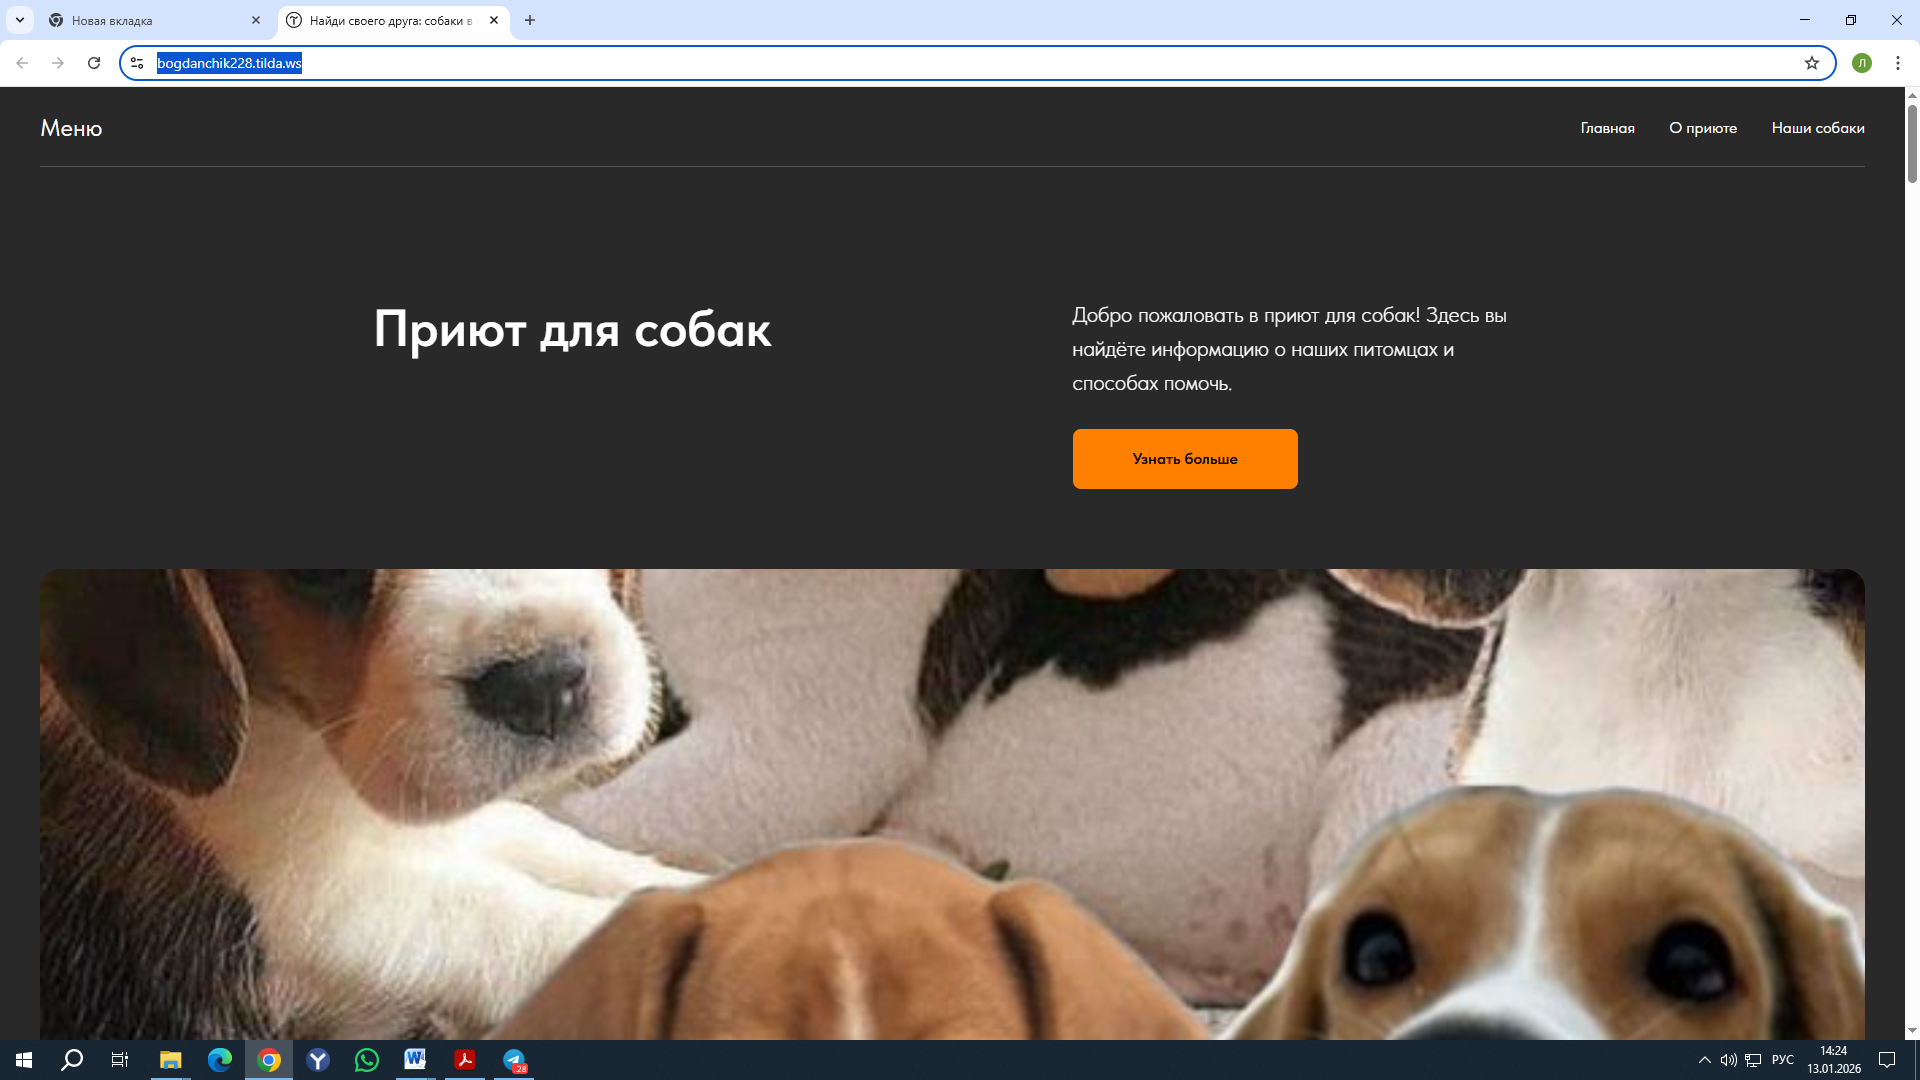 Новая вкладка
Найди своего друга: собаки в
bogdanchik228.tilda.ws
Л
Меню
Главная
О приюте
Наши собаки
Приют для собак
Добро пожаловать в приют для собак! Здесь вы
найдёте информацию о наших питомцах и
способах помочь.
Узнать больше
РУС
14:24
13.01.2026
28